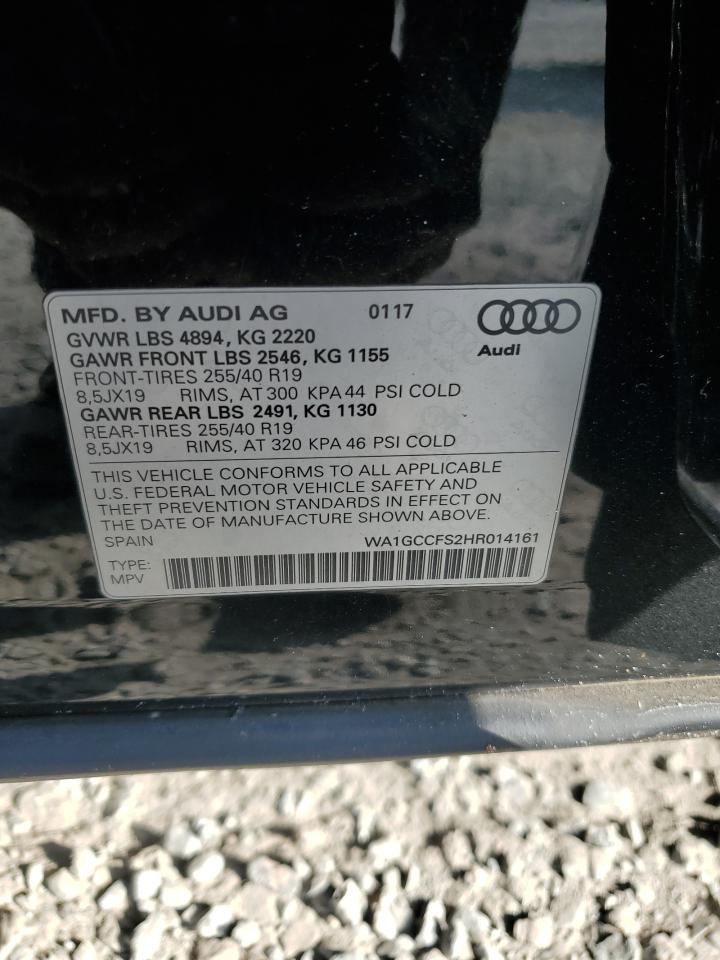 MFD. BY AUDI AG 0117
Audi
GVWR LBS 4894, KG 2220
GAWR FRONT LBS 2546, KG 1155
FRONT-TIRES 255/40 R19
8,5JX19 RIMS, AT 300 KPA 44 PSI COLD
GAWR REAR LBS 2491, KG 1130
REAR-TIRES 255/40 R19
8,5JX19 RIMS, AT 320 KPA 46 PSI COLD
THIS VEHICLE CONFORMS TO ALL APPLICABLE
U.S. FEDERAL MOTOR VEHICLE SAFETY AND
THEFT PREVENTION STANDARDS IN EFFECT ON
THE DATE OF MANUFACTURE SHOWN ABOVE.
SPAIN WA1GCCFS2HR014161
TYPE:
MPV